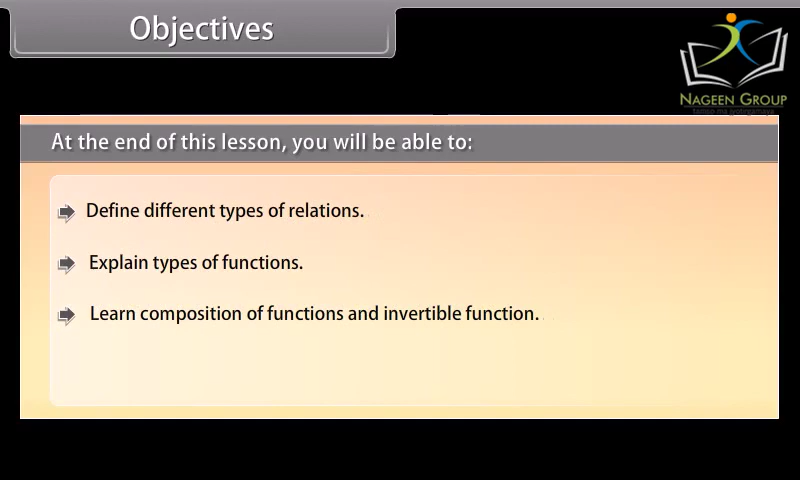 Objectives
NAGEEN GROUP
At the end of this lesson, you will be able to:
Define different types of relations.
Explain types of functions.
Learn composition of functions and invertible function.